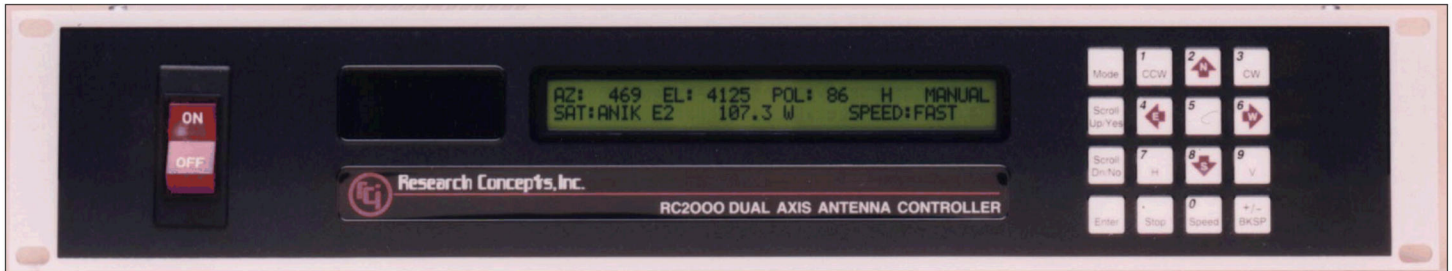 ON
OFF
AZ: 469 EL: 4125 POL: 86 H MANUAL
SAT:ANIK E2 107.3 W SPEED:FAST
RCi
Research Concepts, Inc.
RC2000 DUAL AXIS ANTENNA CONTROLLER
Mode
1
CCW
2
N
3
CW
Scroll
Up/Yes
4
E
5
6
W
Scroll
Dn/No
7
H
8
S
9
V
Enter
.
Stop
0
Speed
+/-
BKSP